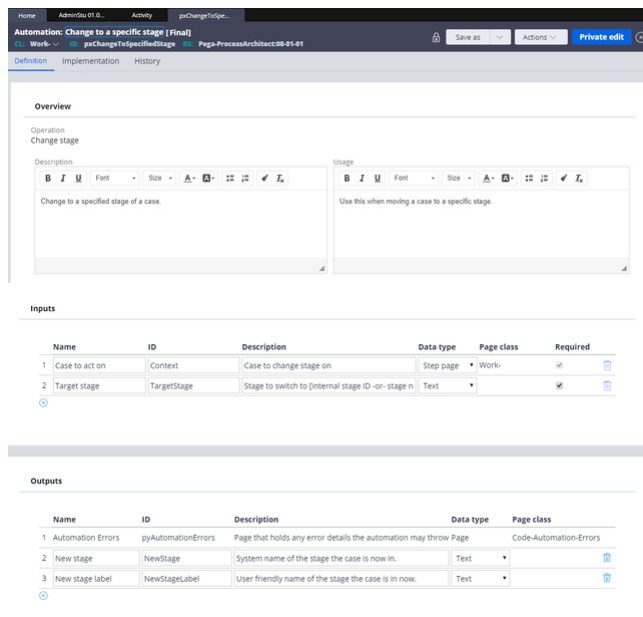 Home AdminStu 01.0... Activity pxChangeToSpe...
Automation: Change to a specific stage [Final]
CL: Work- ID: pxChangeToSpecifiedStage RS: Pega-ProcessArchitect:08-01-01
Save as Actions Private edit
Definition Implementation History
Overview
Operation
Change stage
Description Usage
B I U Font Size A A B I U Font Size A A
Change to a specified stage of a case. Use this when moving a case to a specific stage.
Inputs
Name ID Description Data type Page class Required
1 Case to act on Context Case to change stage on Step page Work-
2 Target stage TargetStage Stage to switch to [internal stage ID -or- stage n Text
Outputs
Name ID Description Data type Page class
1 Automation Errors pyAutomationErrors Page that holds any error details the automation may throw Page Code-Automation-Errors
2 New stage NewStage System name of the stage the case is now in. Text
3 New stage label NewStageLabel User friendly name of the stage the case is in now. Text